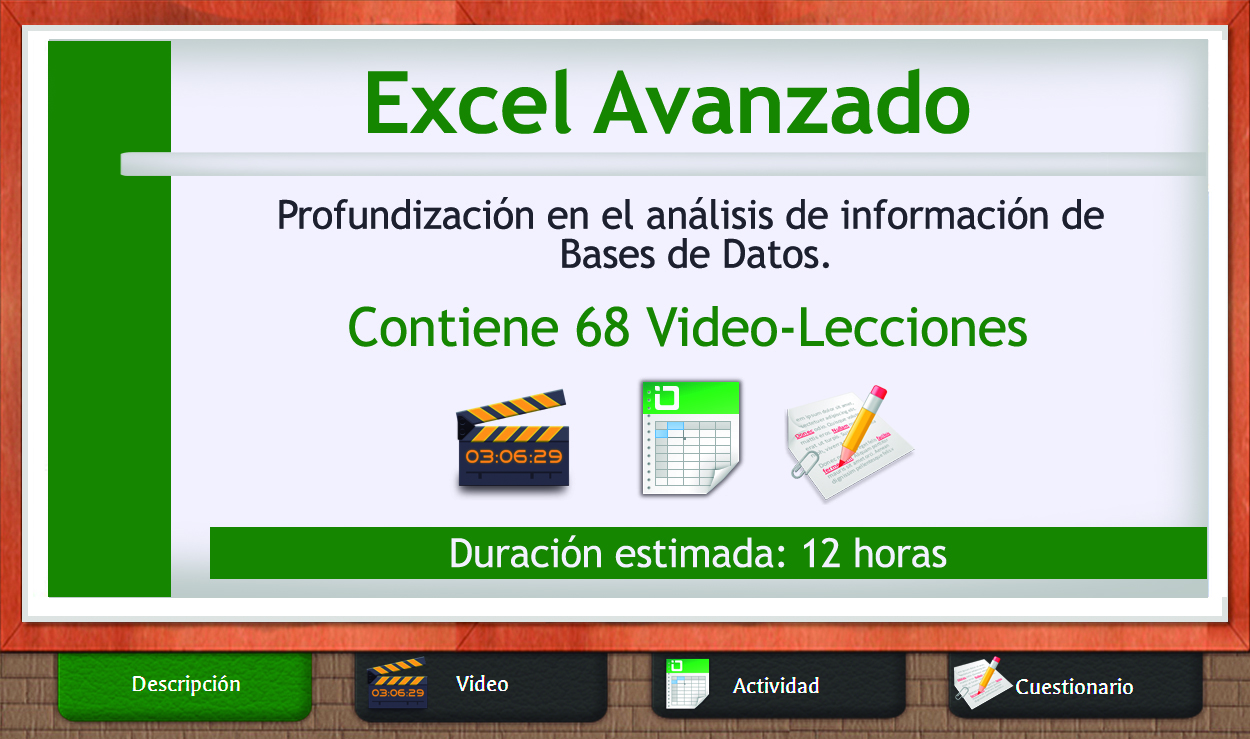 Excel Avanzado
Profundización en el análisis de información de
Bases de Datos.
Contiene 68 Video-Lecciones
03:06:29
Duración estimada: 12 horas
Descripción
03:06:29
Video
Actividad
Cuestionario